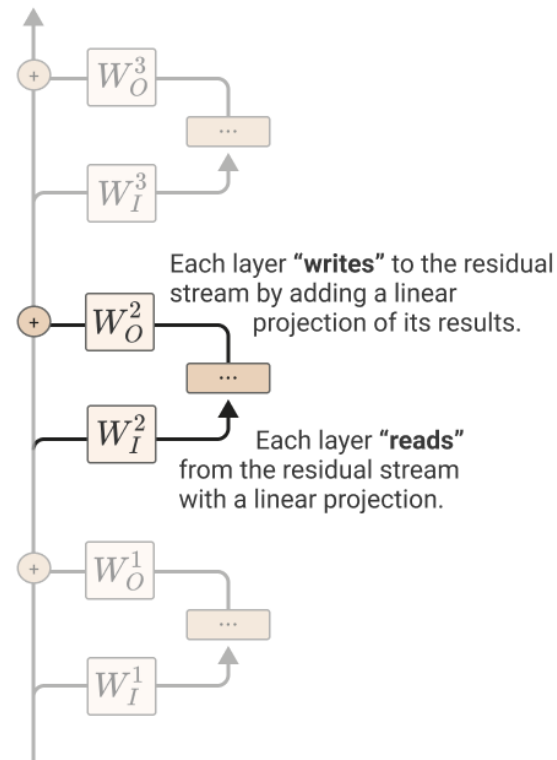 +
W_O^3
...
W_I^3
Each layer “writes” to the residual
stream by adding a linear
projection of its results.
+
W_O^2
...
W_I^2
Each layer “reads”
from the residual stream
with a linear projection.
+
W_O^1
...
W_I^1